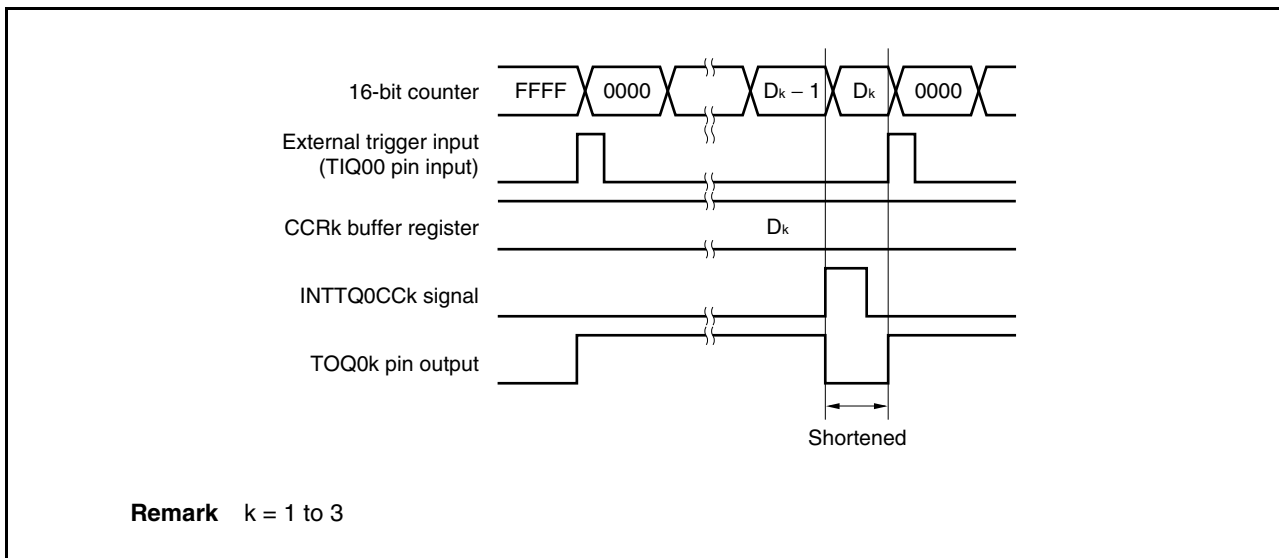 16-bit counter FFFF 0000 Dk − 1 Dk 0000
External trigger input
(TIQ00 pin input)
CCRk buffer register Dk
INTTQ0CCk signal
TOQ0k pin output
Shortened
Remark k = 1 to 3